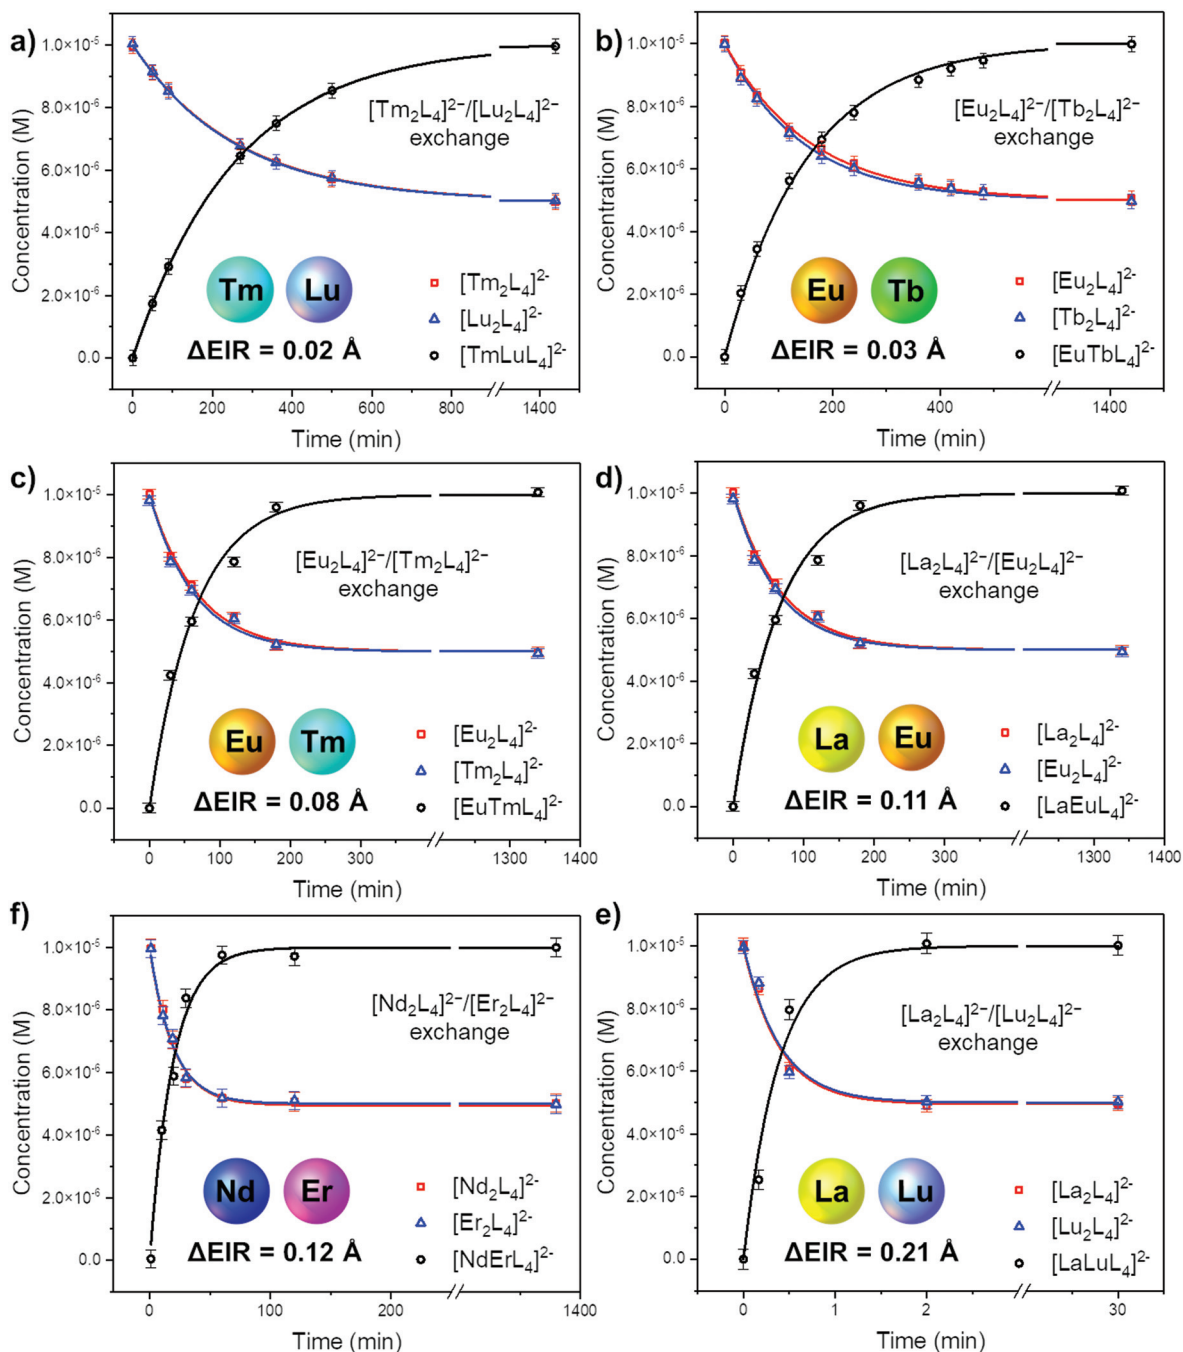 a)
Concentration (M)
1.0×10⁻⁵
8.0×10⁻⁶
6.0×10⁻⁶
4.0×10⁻⁶
2.0×10⁻⁶
0.0
[Tm₂L₄]²⁻/[Lu₂L₄]²⁻
exchange
Tm Lu
ΔEIR = 0.02 Å
[Tm₂L₄]²⁻
[Lu₂L₄]²⁻
[TmLuL₄]²⁻
0 200 400 600 800 1400
Time (min)
b)
Concentration (M)
1.0×10⁻⁵
8.0×10⁻⁶
6.0×10⁻⁶
4.0×10⁻⁶
2.0×10⁻⁶
0.0
[Eu₂L₄]²⁻/[Tb₂L₄]²⁻
exchange
Eu Tb
ΔEIR = 0.03 Å
[Eu₂L₄]²⁻
[Tb₂L₄]²⁻
[EuTbL₄]²⁻
0 200 400 1400
Time (min)
c)
Concentration (M)
1.0×10⁻⁵
8.0×10⁻⁶
6.0×10⁻⁶
4.0×10⁻⁶
2.0×10⁻⁶
0.0
[Eu₂L₄]²⁻/[Tm₂L₄]²⁻
exchange
Eu Tm
ΔEIR = 0.08 Å
[Eu₂L₄]²⁻
[Tm₂L₄]²⁻
[EuTmL₄]²⁻
0 100 200 300 1300 1400
Time (min)
d)
Concentration (M)
1.0×10⁻⁵
8.0×10⁻⁶
6.0×10⁻⁶
4.0×10⁻⁶
2.0×10⁻⁶
0.0
[La₂L₄]²⁻/[Eu₂L₄]²⁻
exchange
La Eu
ΔEIR = 0.11 Å
[La₂L₄]²⁻
[Eu₂L₄]²⁻
[LaEuL₄]²⁻
0 100 200 300 1300 1400
Time (min)
f)
Concentration (M)
1.0×10⁻⁵
8.0×10⁻⁶
6.0×10⁻⁶
4.0×10⁻⁶
2.0×10⁻⁶
0.0
[Nd₂L₄]²⁻/[Er₂L₄]²⁻
exchange
Nd Er
ΔEIR = 0.12 Å
[Nd₂L₄]²⁻
[Er₂L₄]²⁻
[NdErL₄]²⁻
0 100 200 1400
Time (min)
e)
Concentration (M)
1.0×10⁻⁵
8.0×10⁻⁶
6.0×10⁻⁶
4.0×10⁻⁶
2.0×10⁻⁶
0.0
[La₂L₄]²⁻/[Lu₂L₄]²⁻
exchange
La Lu
ΔEIR = 0.21 Å
[La₂L₄]²⁻
[Lu₂L₄]²⁻
[LaLuL₄]²⁻
0 1 2 30
Time (min)